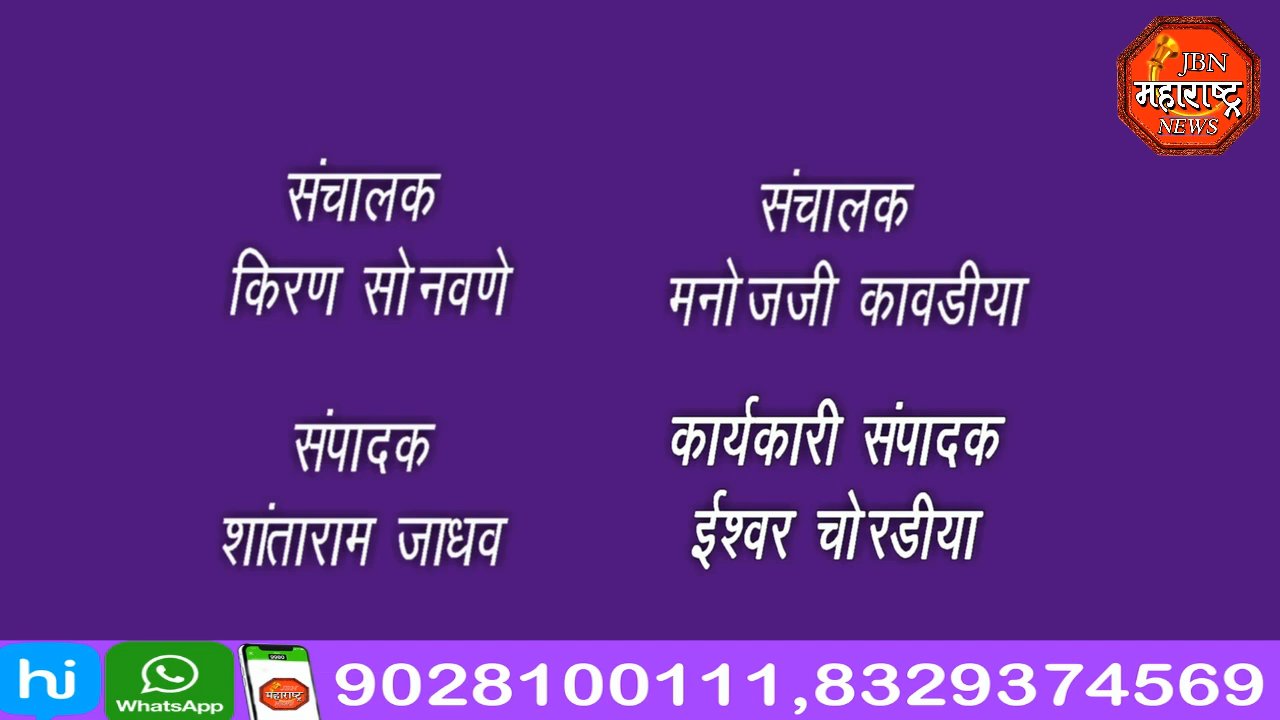 JBN
महाराष्ट्र
NEWS
संचालक
किरण सोनवणे
संचालक
मनोजजी कावडीया
संपादक
शांताराम जाधव
कार्यकारी संपादक
ईश्वर चोरडीया
hi
WhatsApp
महाराष्ट्र
9028100111,8329374569